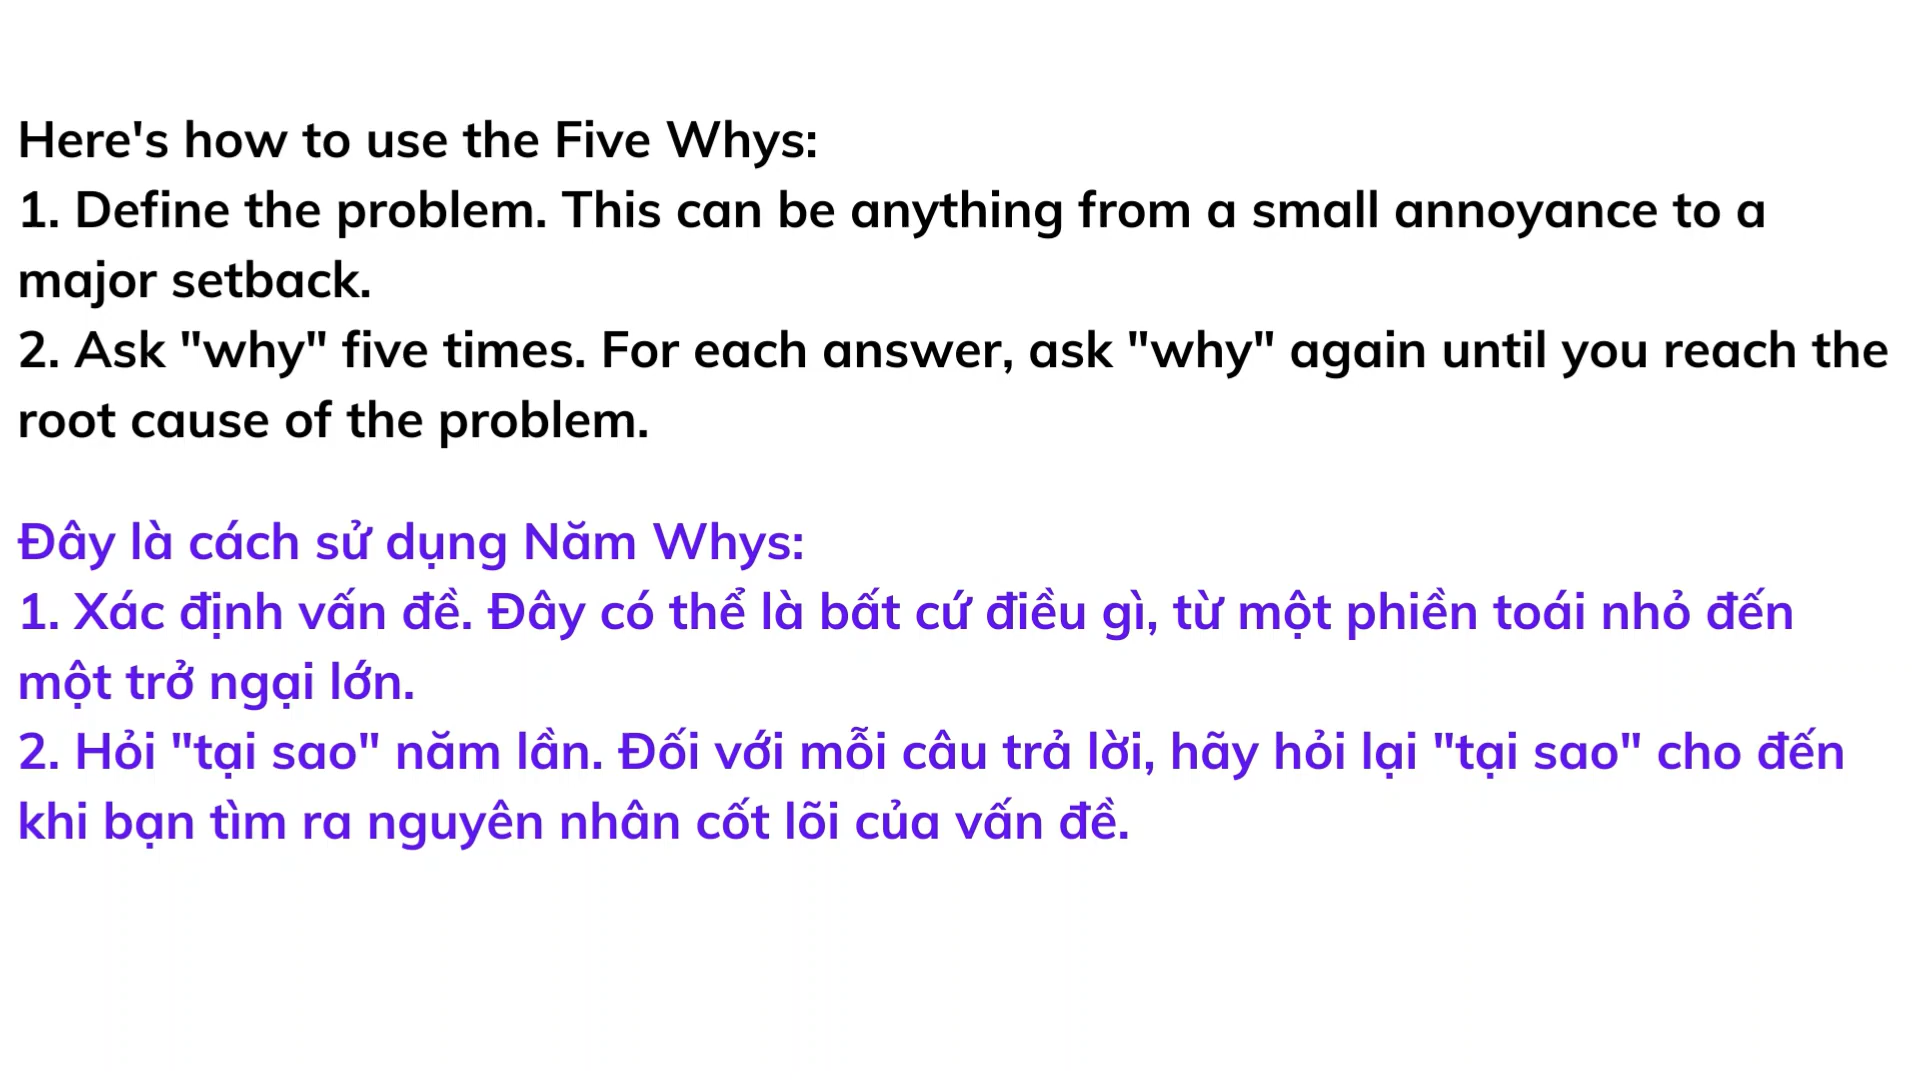 Here's how to use the Five Whys:
1. Define the problem. This can be anything from a small annoyance to a
major setback.
2. Ask "why" five times. For each answer, ask "why" again until you reach the
root cause of the problem.
Đây là cách sử dụng Năm Whys:
1. Xác định vấn đề. Đây có thể là bất cứ điều gì, từ một phiền toái nhỏ đến
một trở ngại lớn.
2. Hỏi "tại sao" năm lần. Đối với mỗi câu trả lời, hãy hỏi lại "tại sao" cho đến
khi bạn tìm ra nguyên nhân cốt lõi của vấn đề.